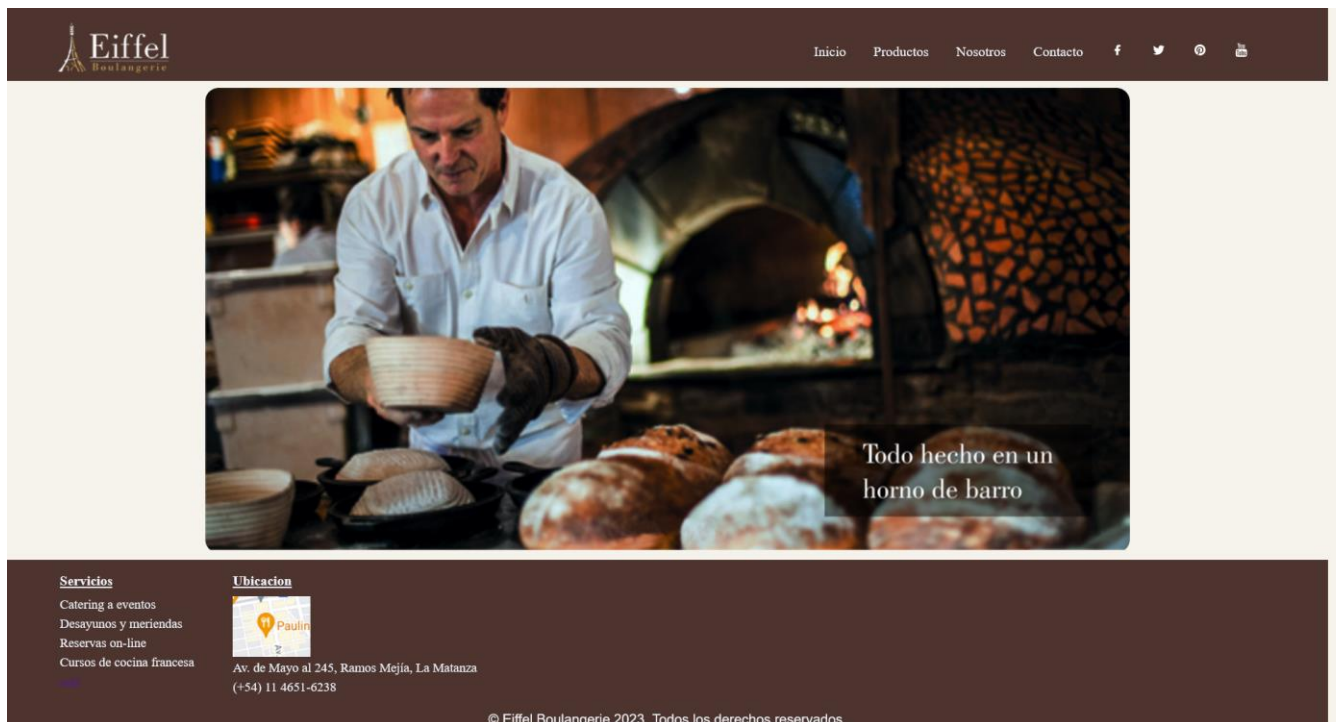 Eiffel
Boulangerie
Inicio Productos Nosotros Contacto
Todo hecho en un
horno de barro
Servicios
Catering a eventos
Desayunos y meriendas
Reservas on-line
Cursos de cocina francesa
Ubicacion
Paulin
Av. de Mayo al 245, Ramos Mejía, La Matanza
(+54) 11 4651-6238
© Eiffel Boulangerie 2023. Todos los derechos reservados